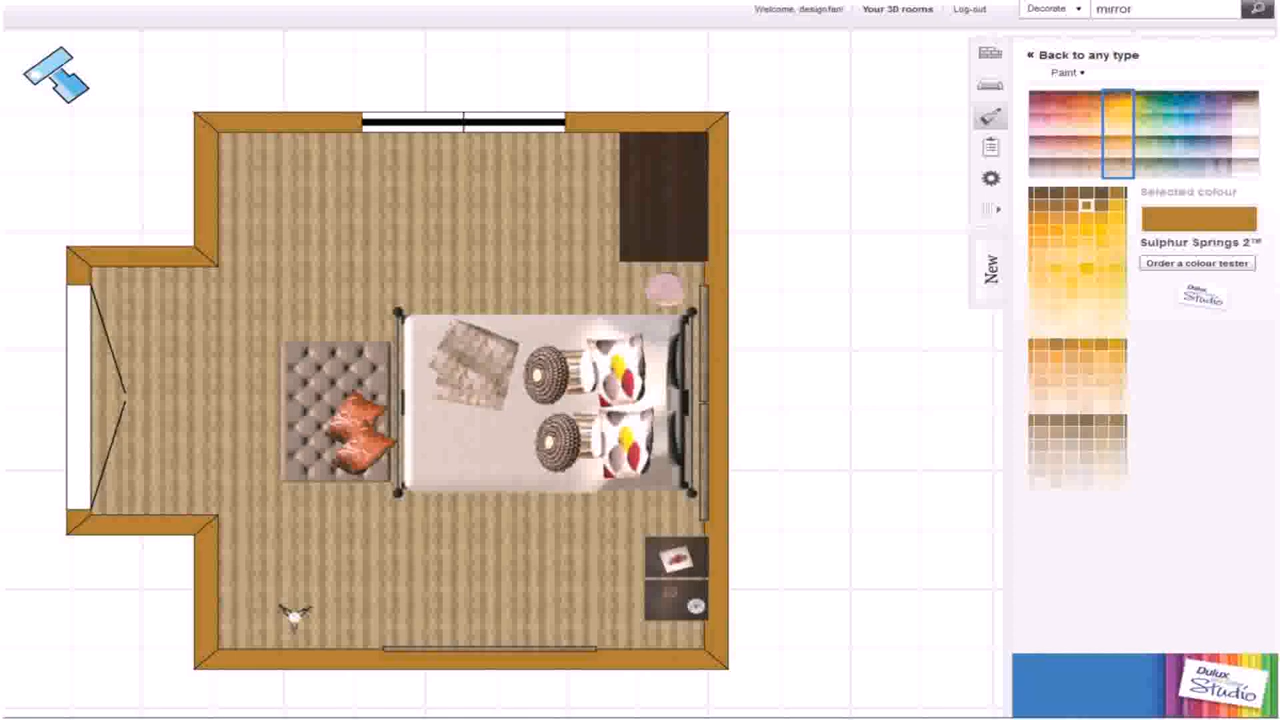 Welcome, designfan! Your 3D rooms Log-out Decorate ▾ mirror
« Back to any type
Paint ▾
Selected colour
Sulphur Springs 2™
Order a colour tester
Dulux
Studio
New
Dulux
Studio